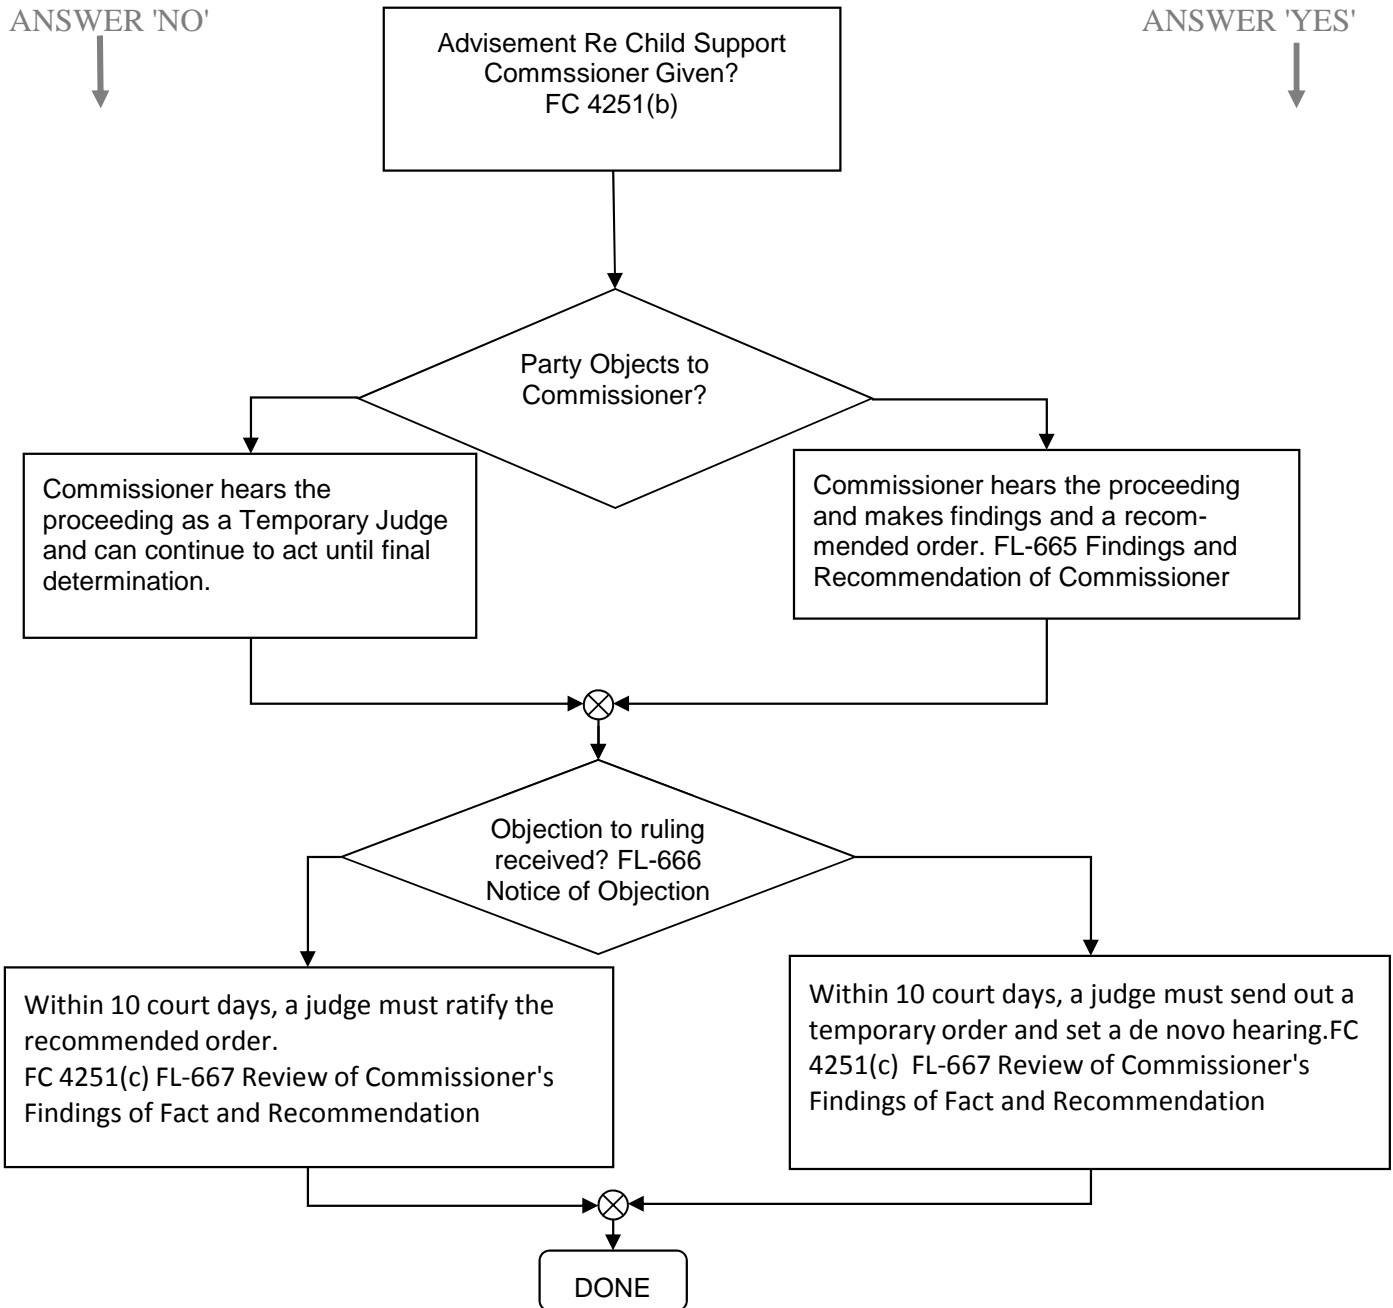 ANSWER 'NO'
ANSWER 'YES'
Advisement Re Child Support
Commssioner Given?
FC 4251(b)
Party Objects to
Commissioner?
Commissioner hears the
proceeding as a Temporary Judge
and can continue to act until final
determination.
Commissioner hears the proceeding
and makes findings and a recom-
mended order. FL-665 Findings and
Recommendation of Commissioner
Objection to ruling
received? FL-666
Notice of Objection
Within 10 court days, a judge must ratify the
recommended order.
FC 4251(c) FL-667 Review of Commissioner's
Findings of Fact and Recommendation
Within 10 court days, a judge must send out a
temporary order and set a de novo hearing.FC
4251(c)  FL-667 Review of Commissioner's
Findings of Fact and Recommendation
DONE